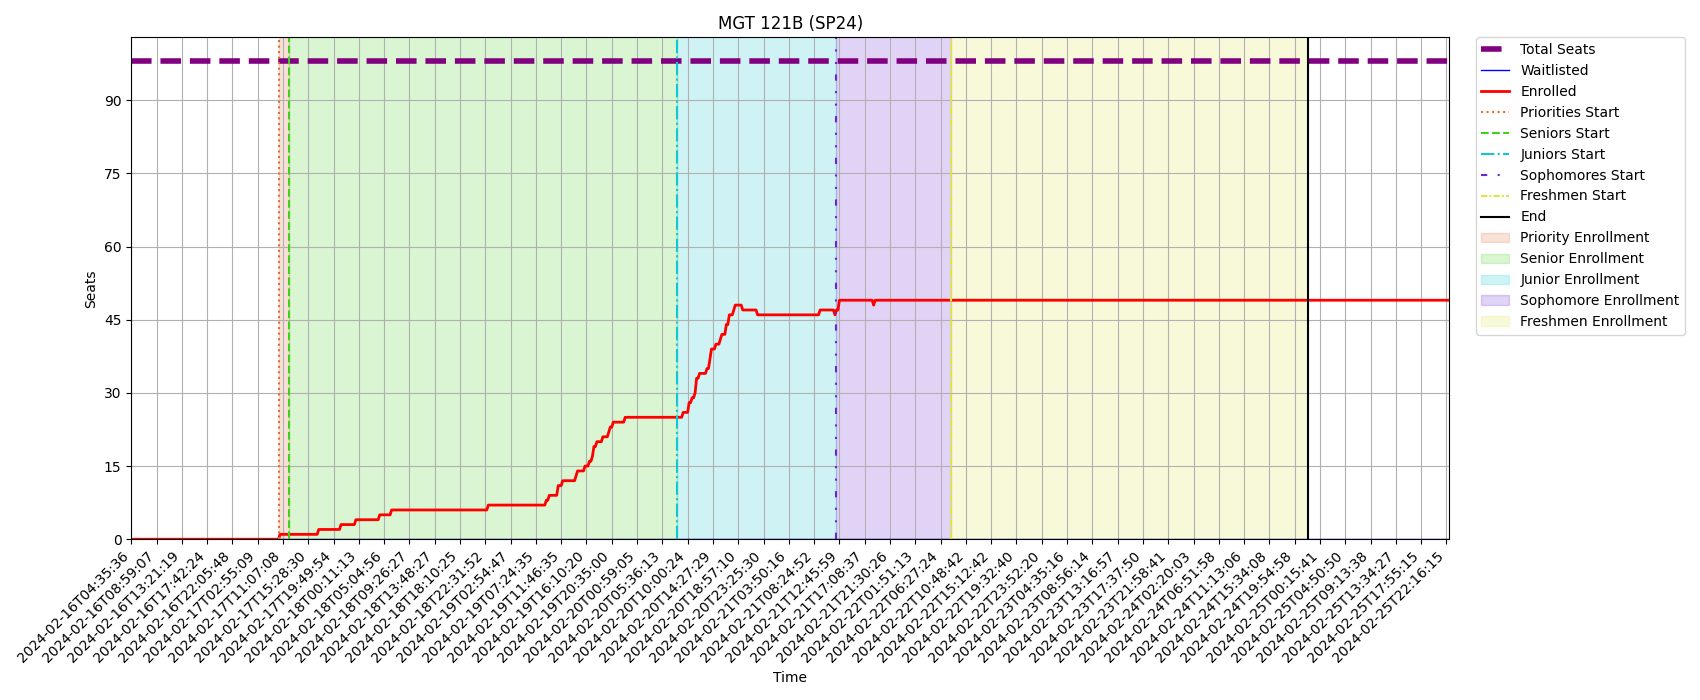 MGT 121B (SP24)
Seats
90
75
60
45
30
15
0
2024-02-16T04:35:36
2024-02-16T08:59:07
2024-02-16T13:21:19
2024-02-16T17:42:24
2024-02-16T22:05:48
2024-02-17T02:55:09
2024-02-17T11:07:08
2024-02-17T15:28:30
2024-02-17T19:49:54
2024-02-18T00:11:13
2024-02-18T05:04:56
2024-02-18T09:26:27
2024-02-18T13:48:27
2024-02-18T18:10:25
2024-02-18T22:31:52
2024-02-19T02:54:47
2024-02-19T07:24:35
2024-02-19T11:46:35
2024-02-19T16:10:20
2024-02-19T20:35:00
2024-02-20T00:59:05
2024-02-20T05:36:13
2024-02-20T10:00:24
2024-02-20T14:27:29
2024-02-20T18:57:10
2024-02-20T23:25:30
2024-02-21T03:50:16
2024-02-21T08:24:52
2024-02-21T12:45:59
2024-02-21T17:08:37
2024-02-21T21:30:26
2024-02-22T01:51:13
2024-02-22T06:27:24
2024-02-22T10:48:42
2024-02-22T15:12:42
2024-02-22T19:32:40
2024-02-22T23:52:20
2024-02-23T04:35:16
2024-02-23T08:56:14
2024-02-23T13:16:57
2024-02-23T17:37:50
2024-02-23T21:58:41
2024-02-24T02:20:03
2024-02-24T06:51:58
2024-02-24T11:13:06
2024-02-24T15:34:08
2024-02-24T19:54:58
2024-02-25T00:15:41
2024-02-25T04:50:50
2024-02-25T09:13:38
2024-02-25T13:34:27
2024-02-25T17:55:15
2024-02-25T22:16:15
Time
Total Seats
Waitlisted
Enrolled
Priorities Start
Seniors Start
Juniors Start
Sophomores Start
Freshmen Start
End
Priority Enrollment
Senior Enrollment
Junior Enrollment
Sophomore Enrollment
Freshmen Enrollment